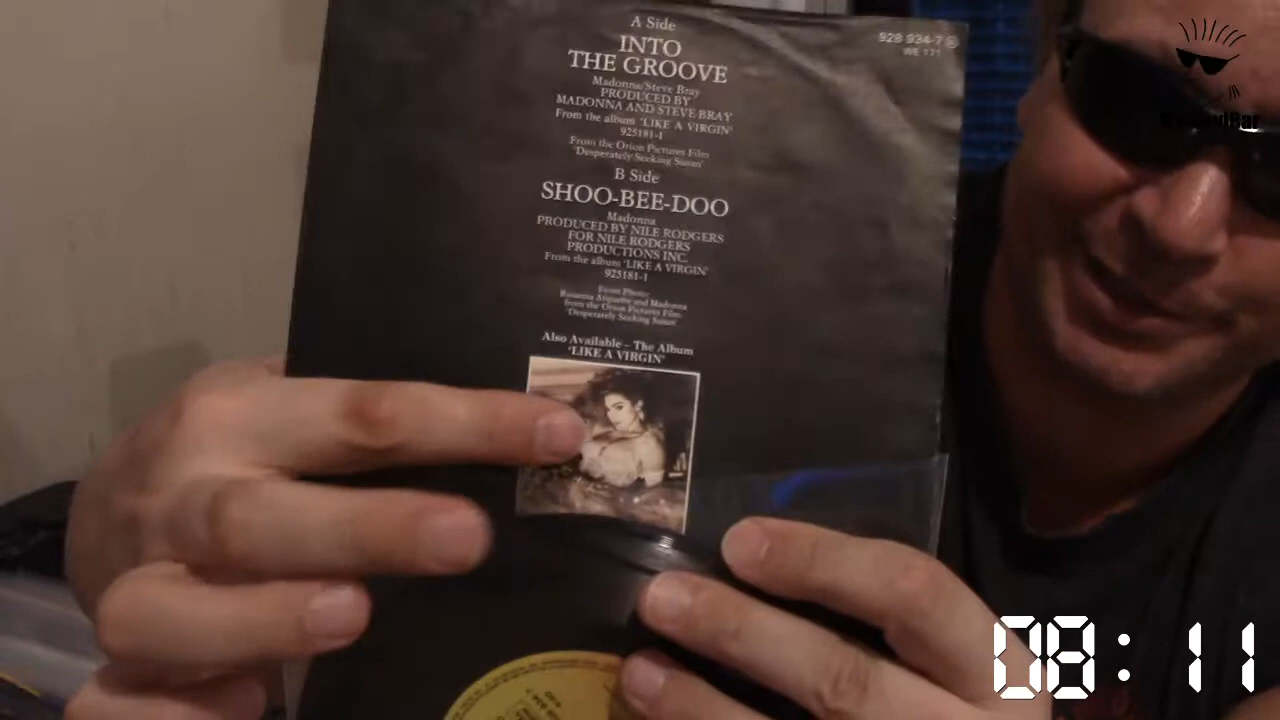 A Side
INTO
THE GROOVE
Madonna/Steve Bray
PRODUCED BY
MADONNA AND STEVE BRAY
From the album 'LIKE A VIRGIN'
925181-1
From the Orion Pictures Film
'Desperately Seeking Susan'
B Side
SHOO-BEE-DOO
Madonna
PRODUCED BY NILE RODGERS
FOR NILE RODGERS
PRODUCTIONS INC.
From the album 'LIKE A VIRGIN'
925181-1
Front Photo:
Rosanna Arquette and Madonna
from the Orion Pictures Film
'Desperately Seeking Susan'
Also Available – The Album
'LIKE A VIRGIN'
928 934-7
WE 171
08:11